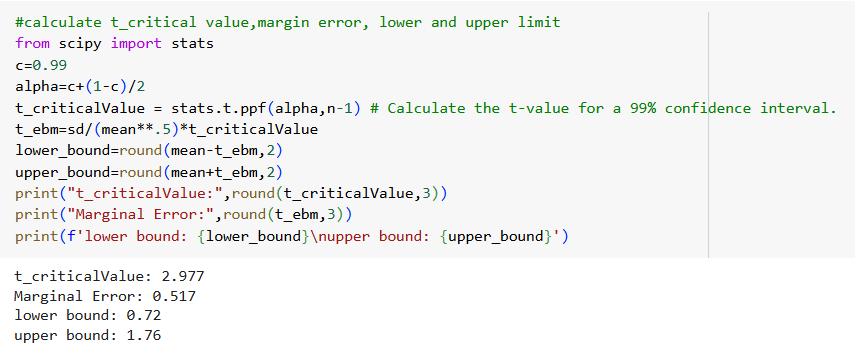 #calculate t_critical value,margin error, lower and upper limit
from scipy import stats
c=0.99
alpha=c+(1-c)/2
t_criticalValue = stats.t.ppf(alpha,n-1) # Calculate the t-value for a 99% confidence interval.
t_ebm=sd/(mean**.5)*t_criticalValue
lower_bound=round(mean-t_ebm,2)
upper_bound=round(mean+t_ebm,2)
print("t_criticalValue:",round(t_criticalValue,3))
print("Marginal Error:",round(t_ebm,3))
print(f'lower bound: {lower_bound}\nupper bound: {upper_bound}')
t_criticalValue: 2.977
Marginal Error: 0.517
lower bound: 0.72
upper bound: 1.76